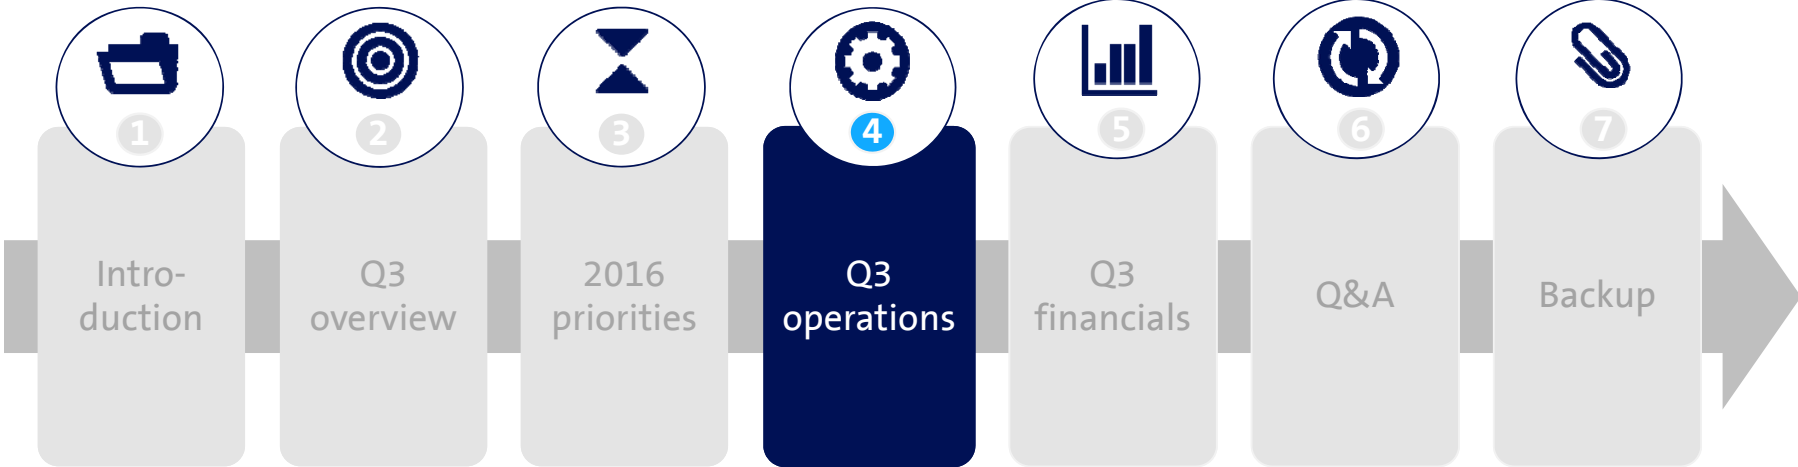 1
Intro-
duction
2
Q3
overview
3
2016
priorities
4
Q3
operations
5
Q3
financials
6
Q&A
7
Backup